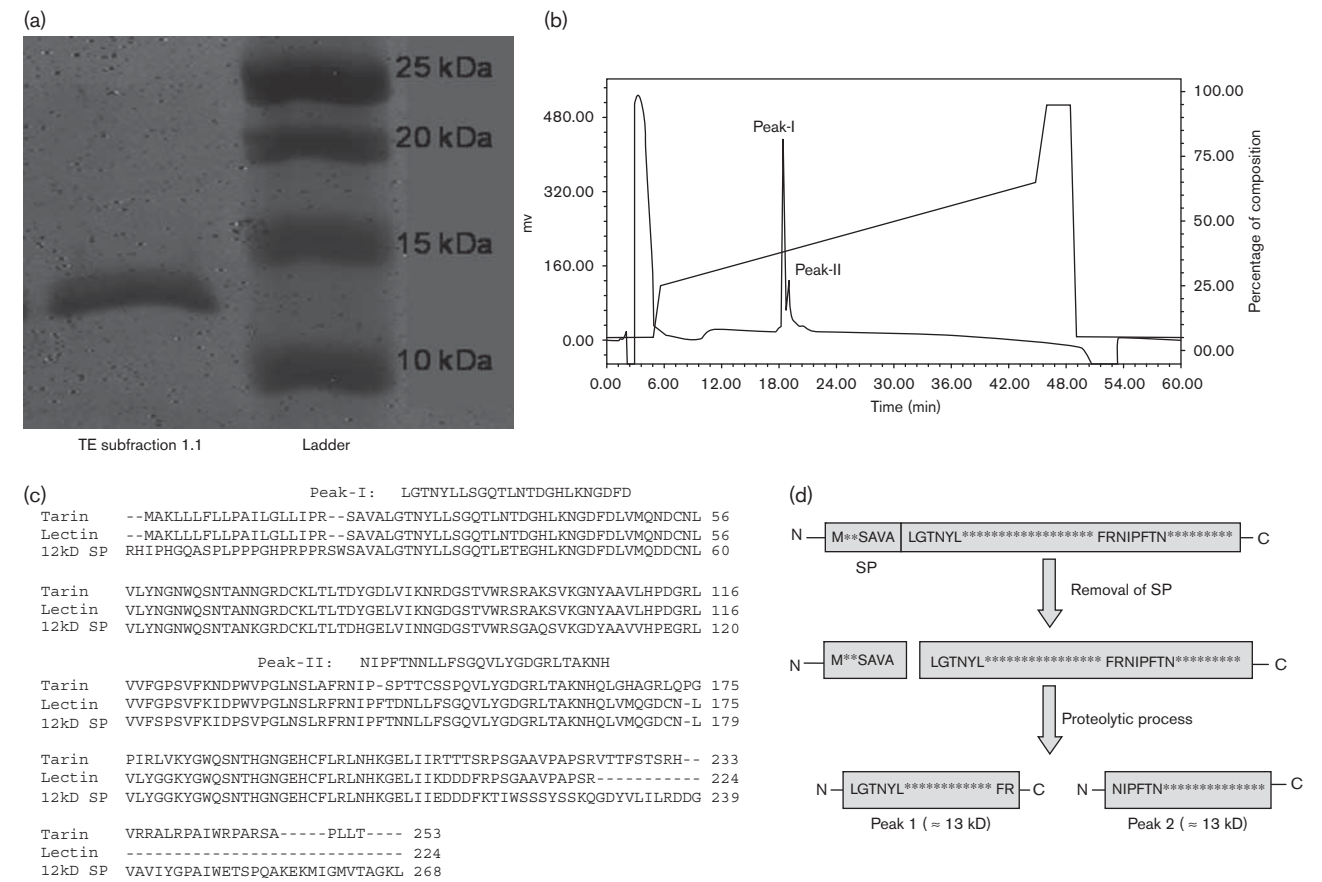 (a)
25 kDa
20 kDa
15 kDa
10 kDa
TE subfraction 1.1 Ladder
(b)
480.00
320.00
160.00
0.00
mv
Peak-I
Peak-II
100.00
75.00
50.00
25.00
00.00
Percentage of composition
0.00 6.00 12.00 18.00 24.00 30.00 36.00 42.00 48.00 54.00 60.00
Time (min)
(c)
Peak-I: LGTNYLLSGQTLNTDGHLKNGDFD
Tarin --MAKLLLFLLPAILGLLIPR--SAVALGTNYLLSGQTLNTDGHLKNGDFDLVMQNDCNL 56
Lectin --MAKLLLFLLPAILGLLIPR--SAVALGTNYLLSGQTLNTDGHLKNGDFDLVMQNDCNL 56
12kD SP RHIPHGQASPLPPPGHPRPPRSWSAVALGTNYLLSGQTLETEGHLKNGDFDLVMQDDCNL 60
Tarin VLYNGNWQSNTANNGRDCKLTLTDYGDLVIKNRDGSTVWRSRAKSVKGNYAAVLHPDGRL 116
Lectin VLYNGNWQSNTANNGRDCKLTLTDYGELVIKNGDGSTVWRSRAKSVKGNYAAVLHPDGRL 116
12kD SP VLYNGNWQSNTANKGRDCKLTLTDHGELVINNGDGSTVWRSGAQSVKGDYAAVVHPEGRL 120
Peak-II: NIPFTNNLLFSGQVLYGDGRLTAKNH
Tarin VVFGPSVFKNDPWVPGLNSLAFRNIP-SPTTCSSPQVLYGDGRLTAKNHQLGHAGRLQPG 175
Lectin VVFGPSVFKIDPWVPGLNSLRFRNIPFTDNLLFSGQVLYGDGRLTAKNHQLVMQGDCN-L 175
12kD SP VVFSPSVFKIDPSVPGLNSLRFRNIPFTNNLLFSGQVLYGDGRLTAKNHQLVMQGDCN-L 179
Tarin PIRLVKYGWQSNTHGNGEHCFLRLNHKGELIIRTTTSRPSGAAVPAPSRVTTFSTSRH-- 233
Lectin VLYGGKYGWQSNTHGNGEHCFLRLNHKGELIIKDDDFRPSGAAVPAPSR----------- 224
12kD SP VLYGGKYGWQSNTHGNGEHCFLRLNHKGELIIEDDDFKTIWSSSYSSKQGDYVLILRDDG 239
Tarin VRRALRPAIWRPARSA-----PLLT---- 253
Lectin ----------------------------- 224
12kD SP VAVIYGPAIWETSPQAKEKMIGMVTAGKL 268
(d)
N M**SAVA LGTNYL****************** FRNIPFTN********* C
SP
Removal of SP
N M**SAVA LGTNYL**************** FRNIPFTN********* C
Proteolytic process
N LGTNYL************ FR C N NIPFTN************** C
Peak 1 (≈ 13 kD) Peak 2 (≈ 13 kD)